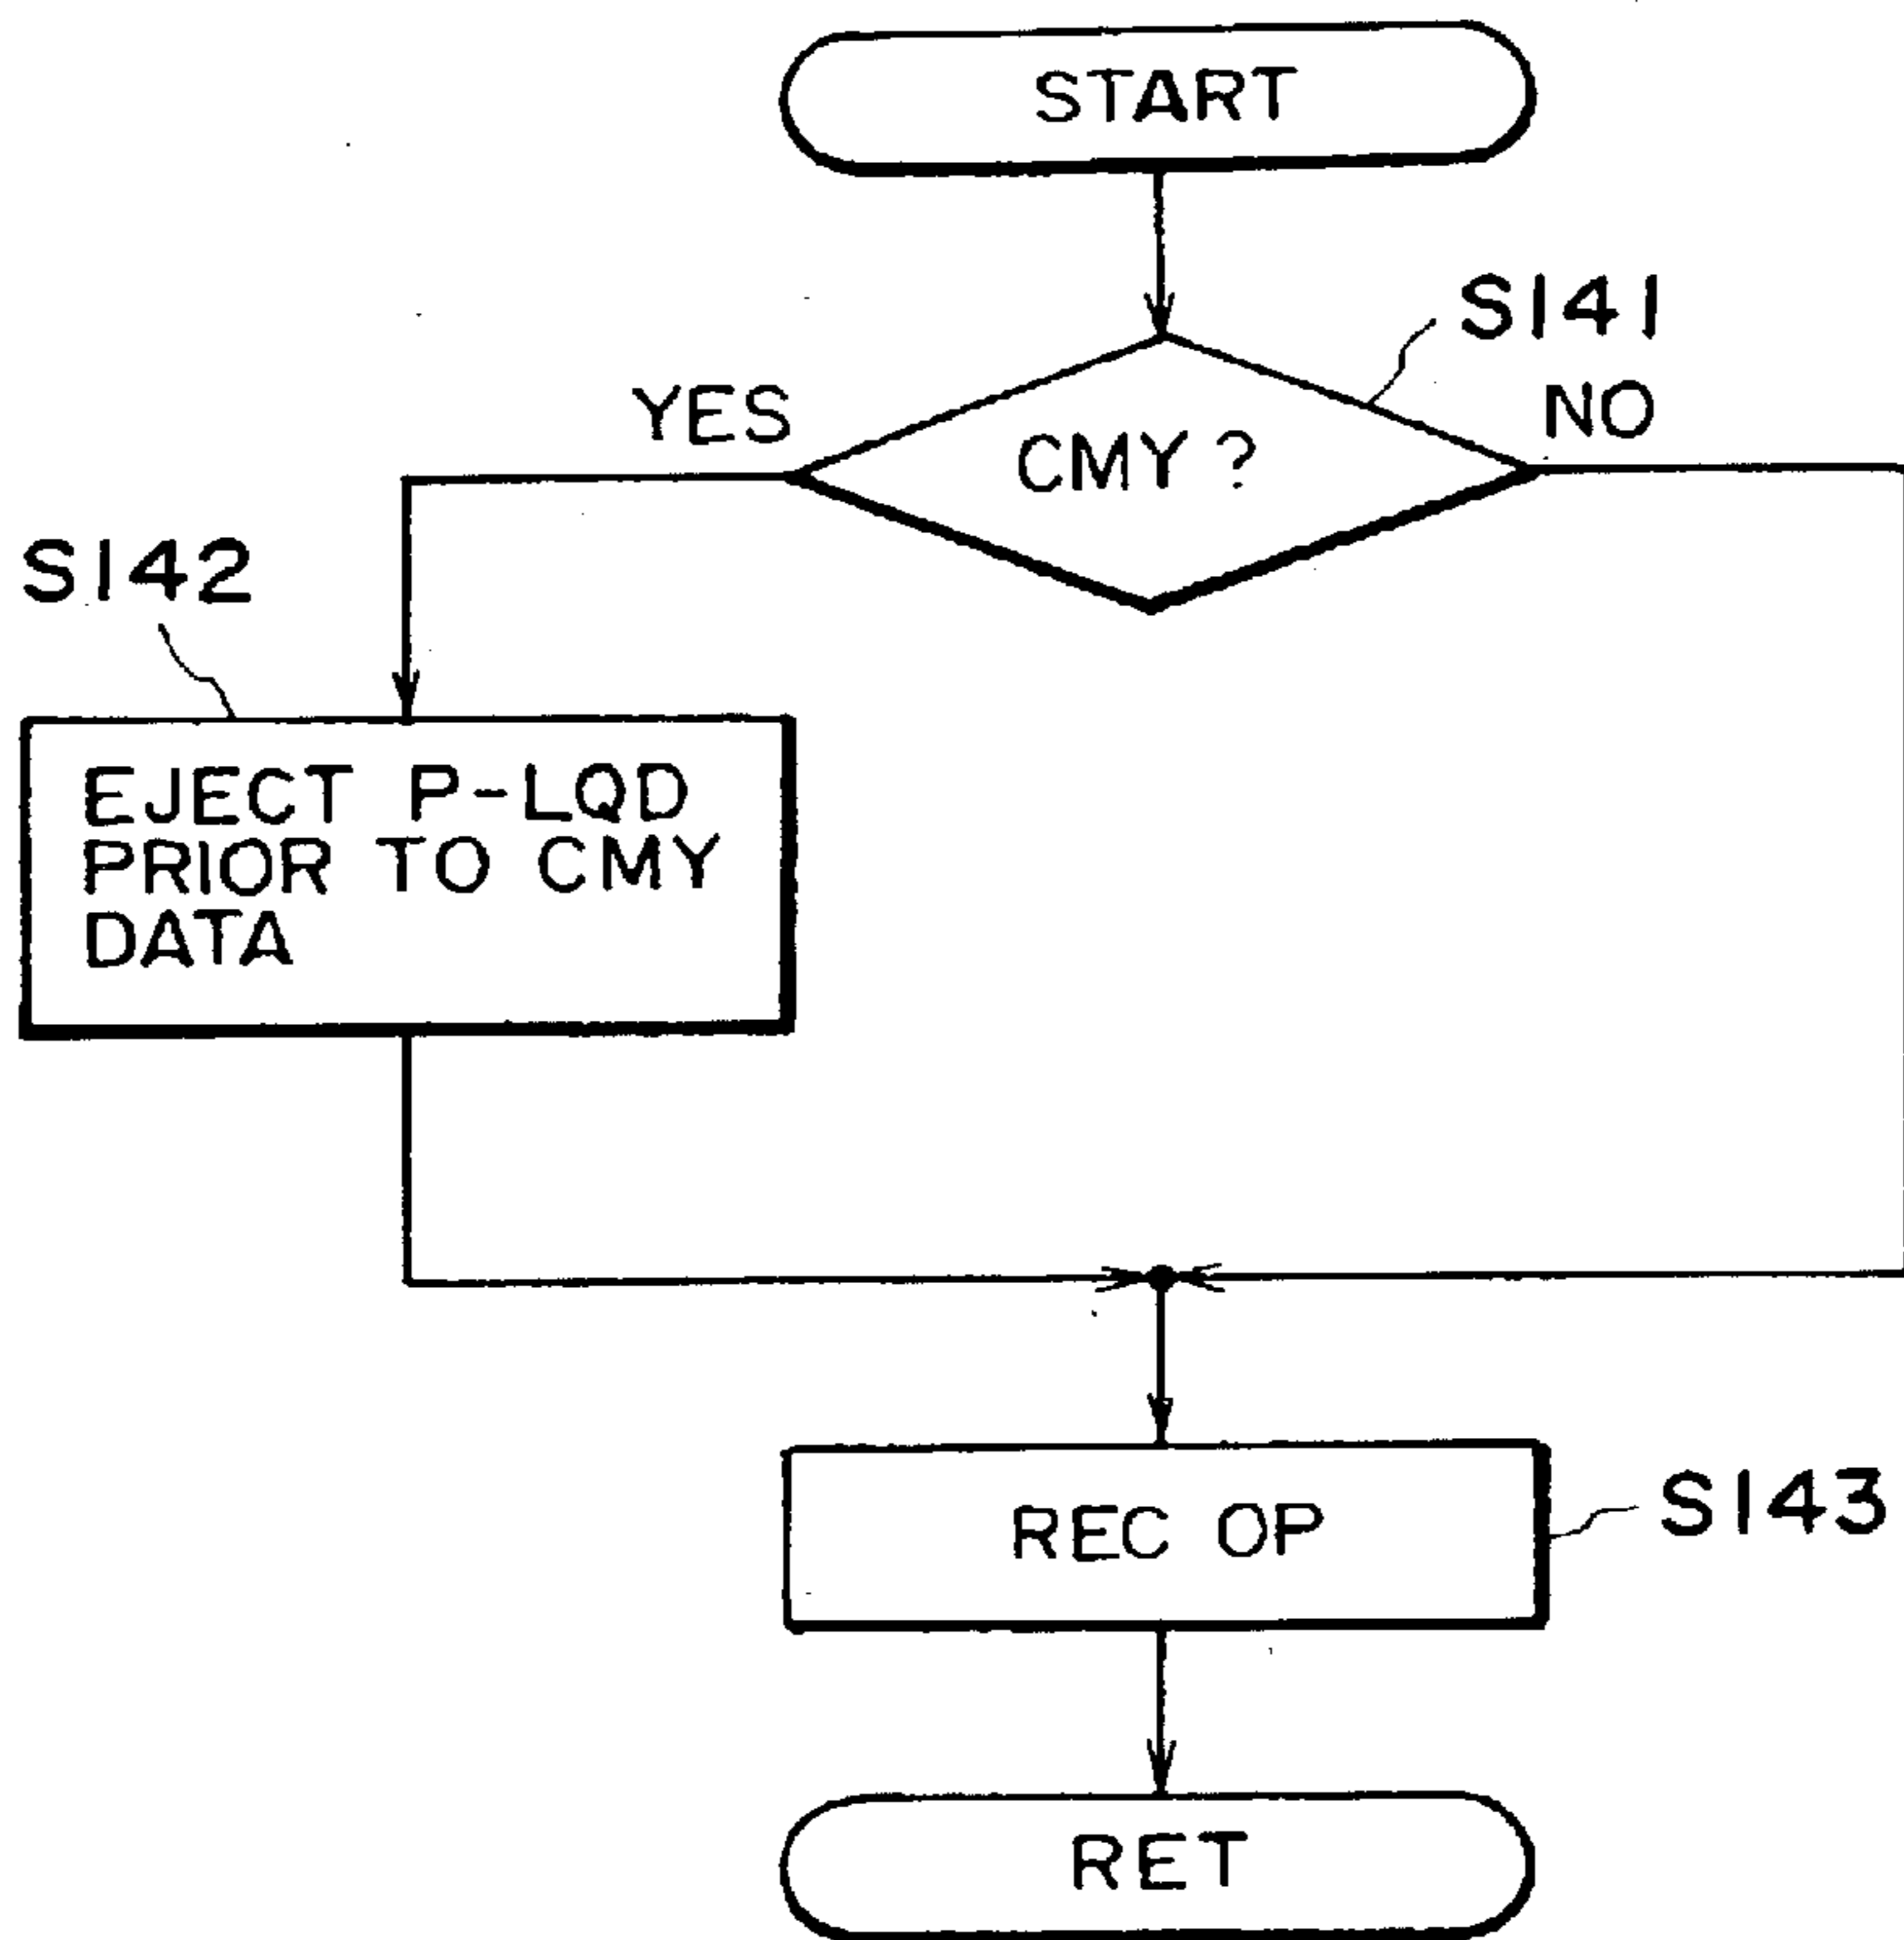 START
S141
YES
NO
CMY ?
S142
EJECT P-LQD
PRIOR TO CMY
DATA
REC OP
S143
RET